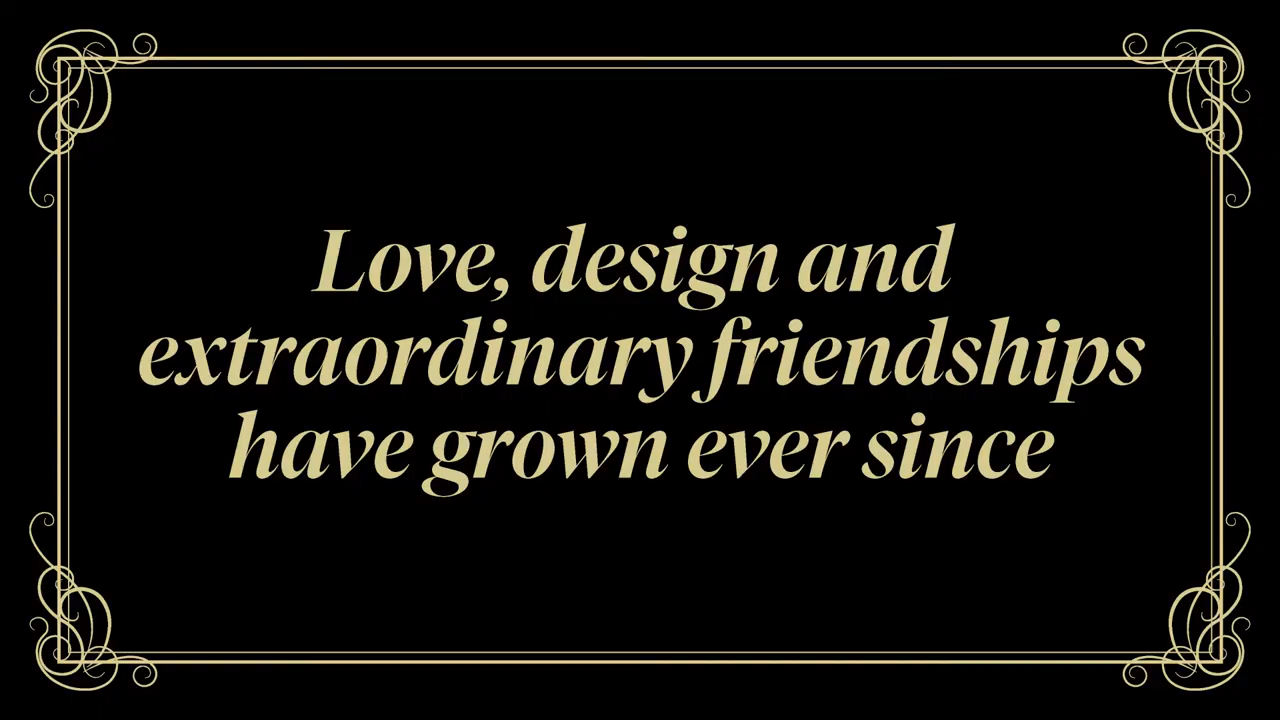 Love, design and
extraordinary friendships
have grown ever since